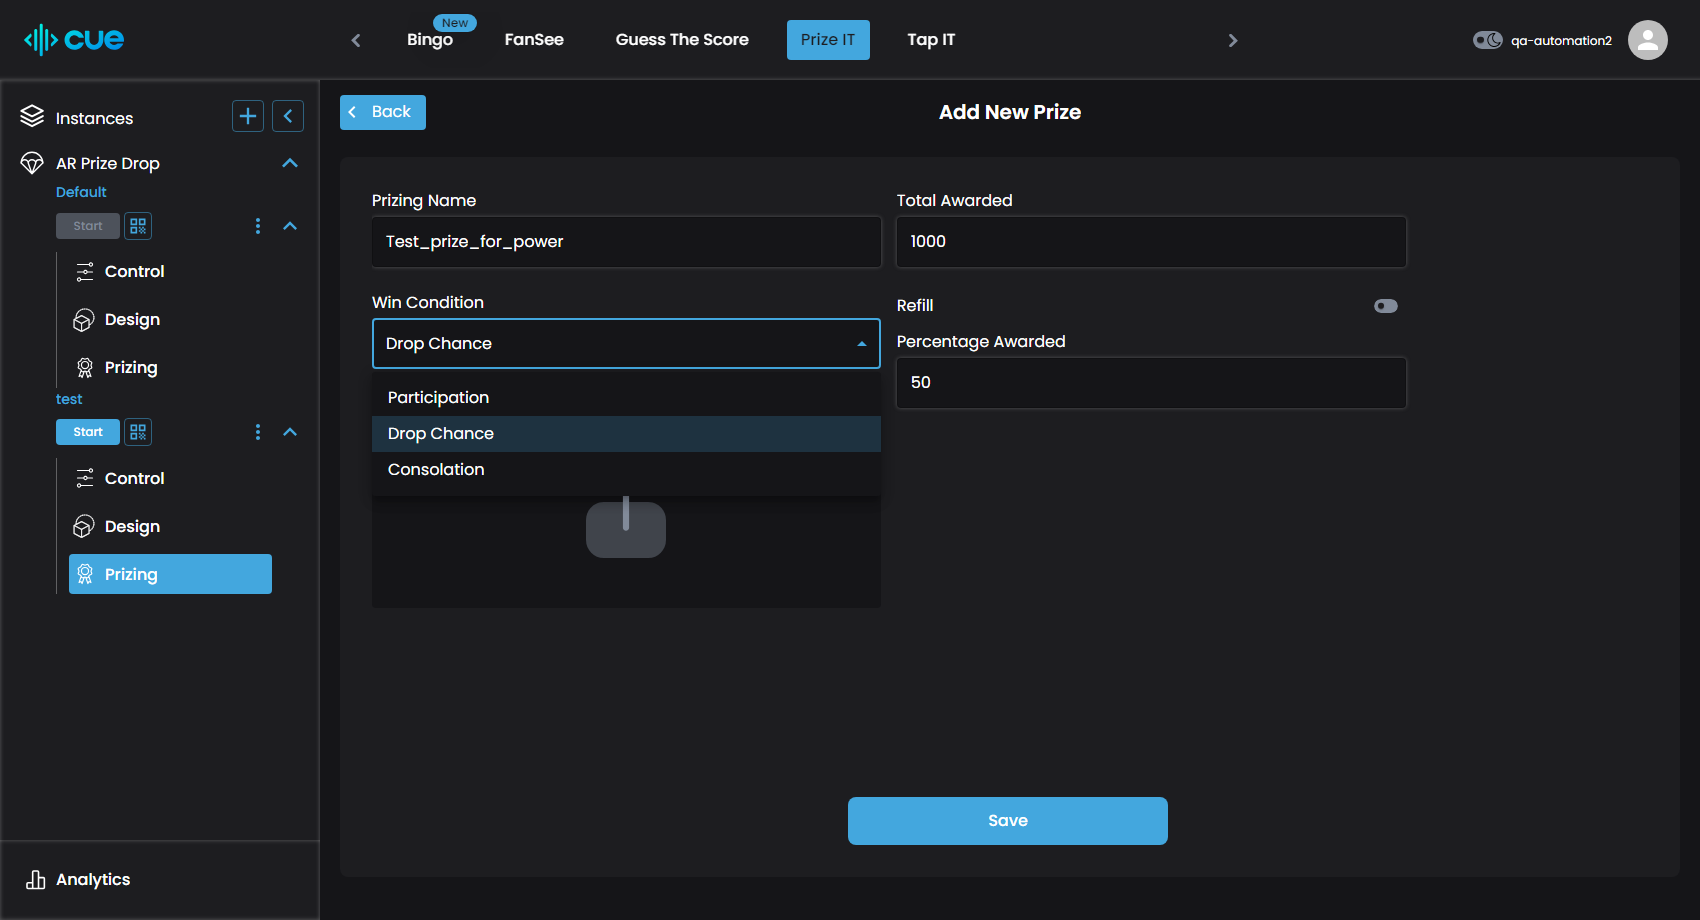 cue
New
Bingo
FanSee
Guess The Score
Prize IT
Tap IT
qa-automation2
Instances
AR Prize Drop
Default
Start
Control
Design
Prizing
test
Start
Control
Design
Prizing
Analytics
Back
Add New Prize
Prizing Name
Total Awarded
Test_prize_for_power
1000
Win Condition
Refill
Drop Chance
Percentage Awarded
50
Participation
Drop Chance
Consolation
Save